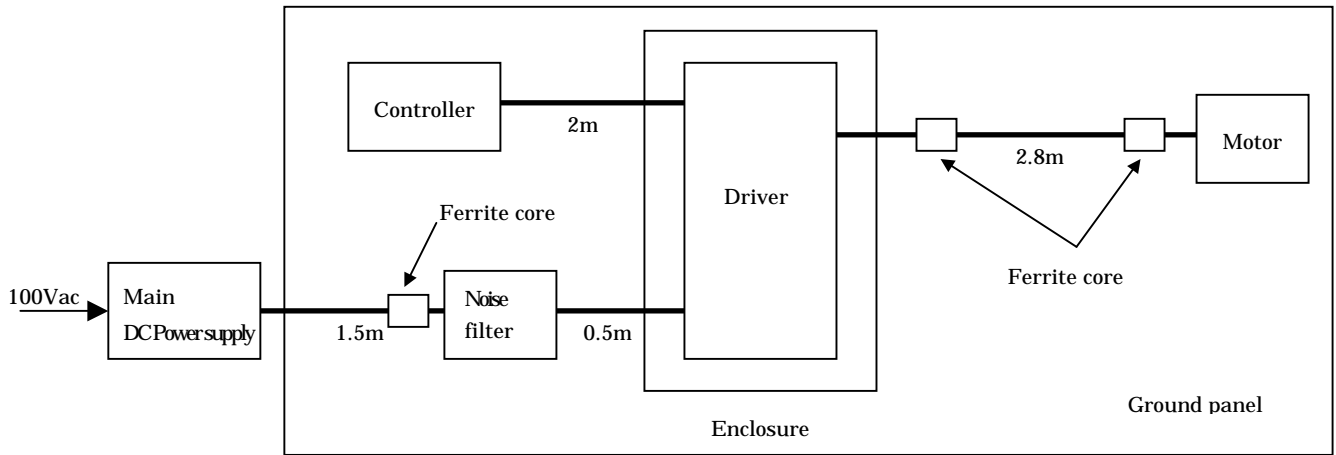 Controller
2m
Driver
2.8m
Motor
Ferrite core
Ferrite core
100Vac
Main
DC Power supply
1.5m
Noise
filter
0.5m
Ground panel
Enclosure